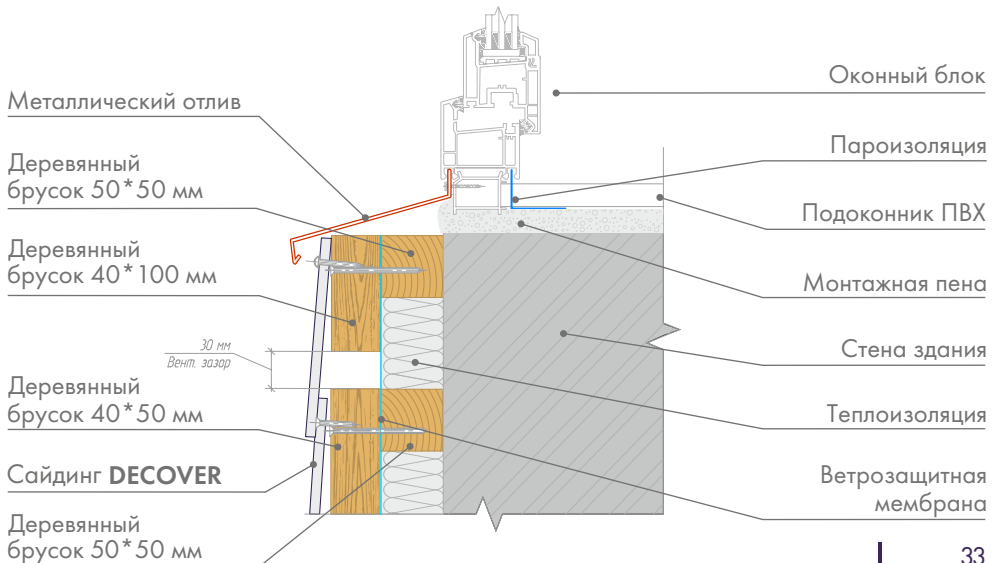 Металлический отлив
Деревянный
брусок 50*50 мм
Деревянный
брусок 40*100 мм
30 мм
Вент. зазор
Деревянный
брусок 40*50 мм
Сайдинг DECOVER
Деревянный
брусок 50*50 мм
Оконный блок
Пароизоляция
Подоконник ПВХ
Монтажная пена
Стена здания
Теплоизоляция
Ветрозащитная
мембрана
33